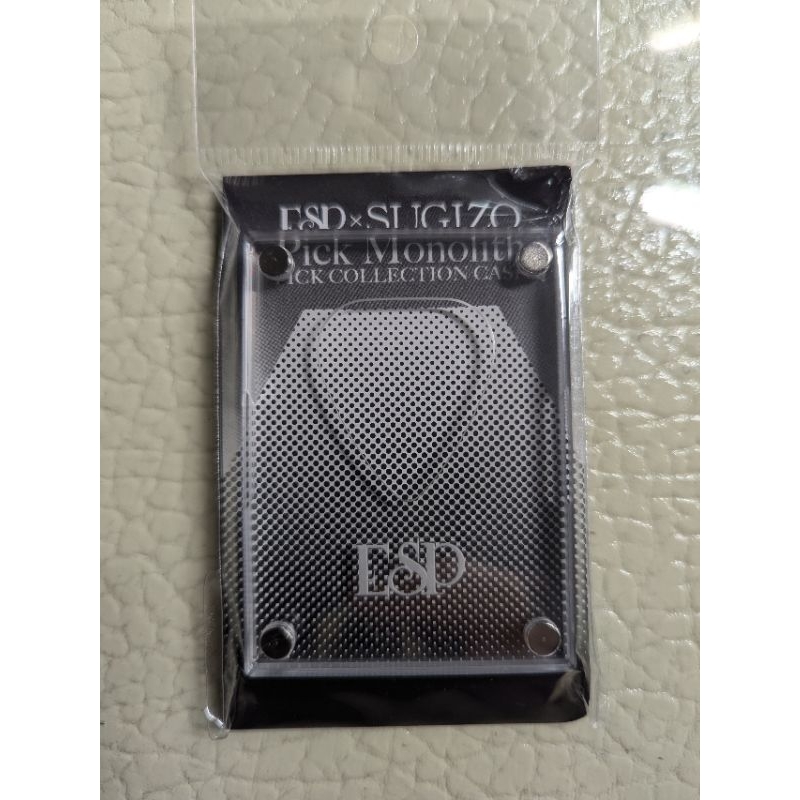 ESP×SUGIZO
Pick Monolith
PICK COLLECTION CASE
ESP